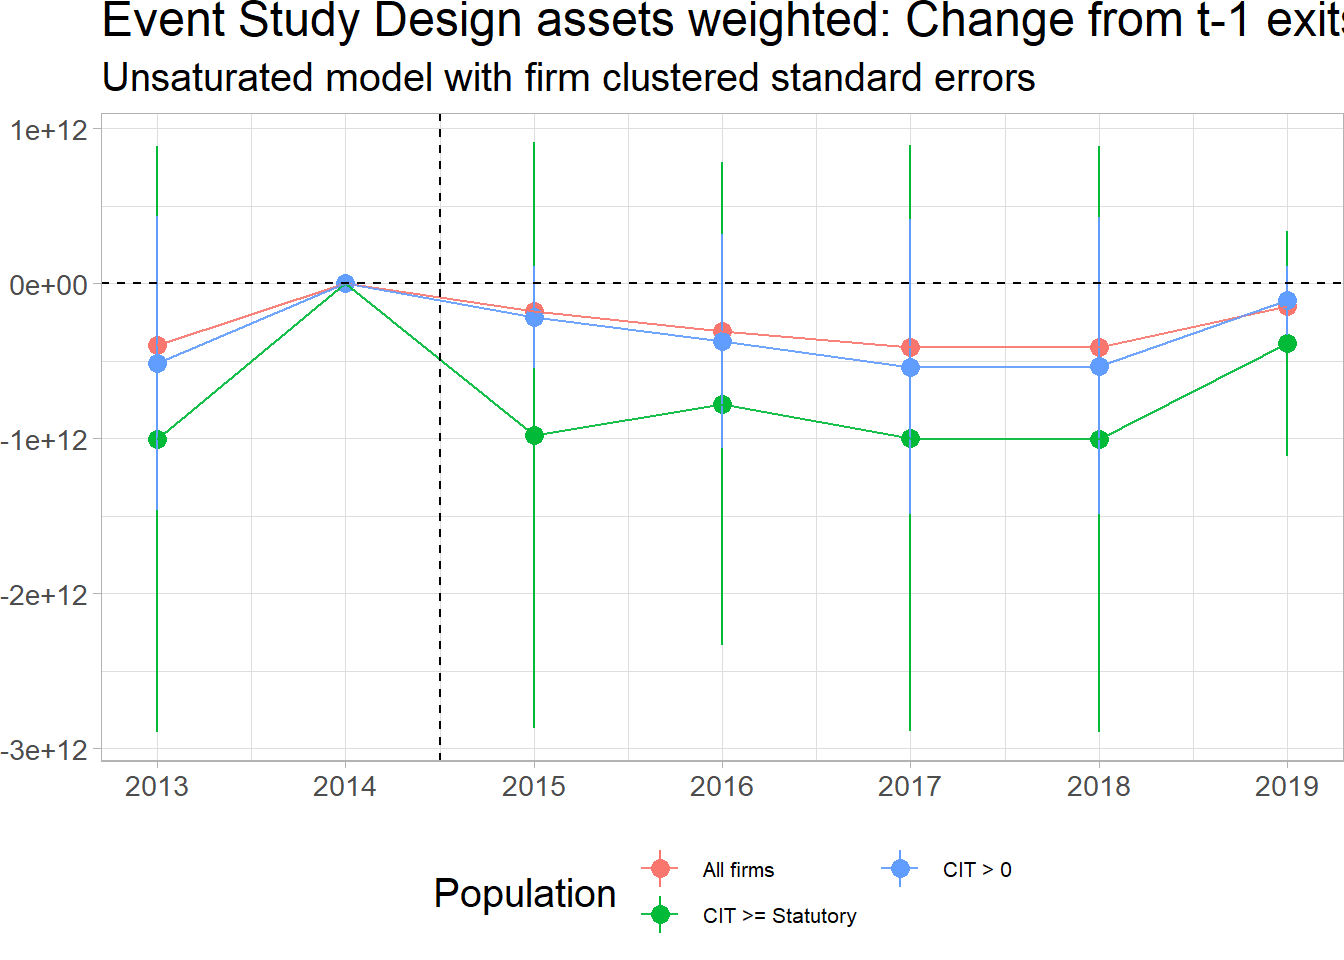 Event Study Design assets weighted: Change from t-1 exits
Unsaturated model with firm clustered standard errors
1e+12
0e+00
-1e+12
-2e+12
-3e+12
2013 2014 2015 2016 2017 2018 2019
Population
All firms
CIT > 0
CIT >= Statutory